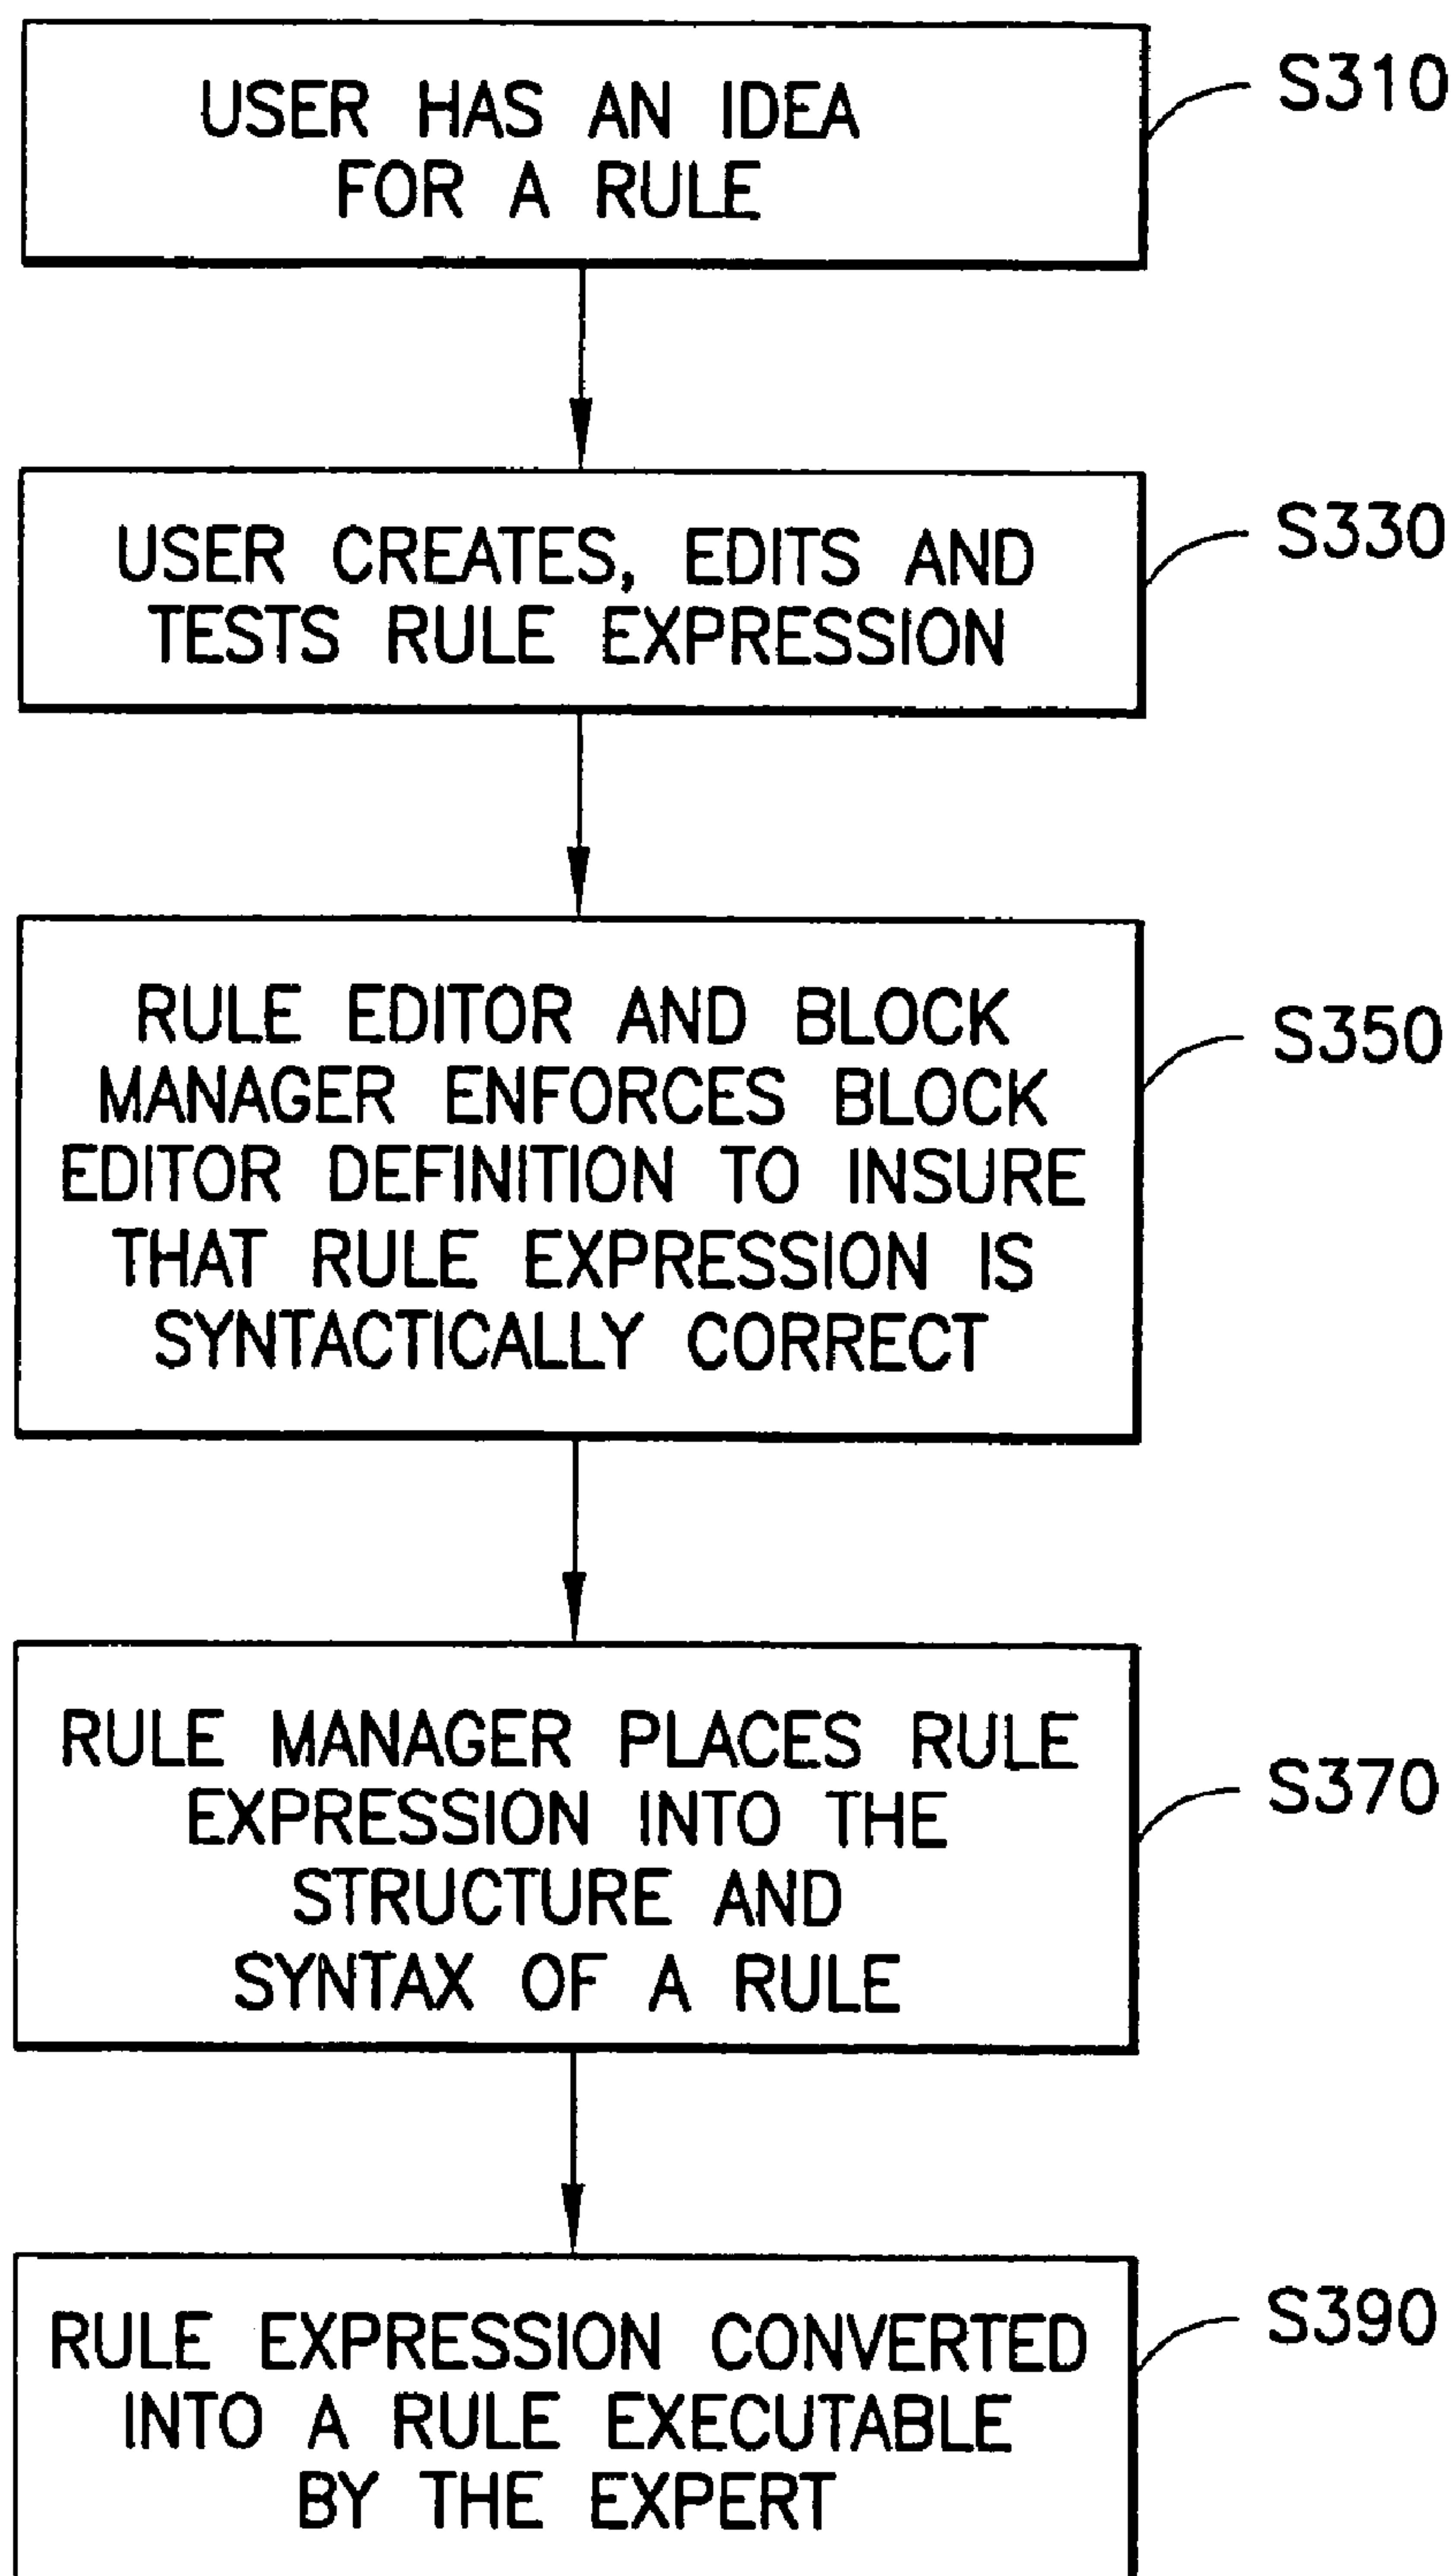 USER HAS AN IDEA
FOR A RULE
S310
USER CREATES, EDITS AND
TESTS RULE EXPRESSION
S330
RULE EDITOR AND BLOCK
MANAGER ENFORCES BLOCK
EDITOR DEFINITION TO INSURE
THAT RULE EXPRESSION IS
SYNTACTICALLY CORRECT
S350
RULE MANAGER PLACES RULE
EXPRESSION INTO THE
STRUCTURE AND
SYNTAX OF A RULE
S370
RULE EXPRESSION CONVERTED
INTO A RULE EXECUTABLE
BY THE EXPERT
S390